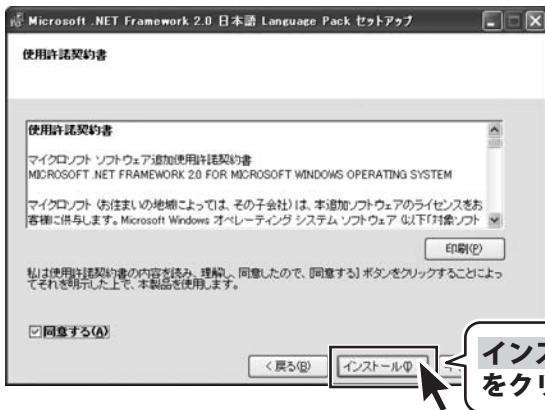 Microsoft .NET Framework 2.0 日本語 Language Pack セットアップ
使用許諾契約書
使用許諾契約書
マイクロソフト ソフトウェア追加使用許諾契約書
MICROSOFT .NET FRAMEWORK 2.0 FOR MICROSOFT WINDOWS OPERATING SYSTEM
マイクロソフト (お住まいの地域によっては、その子会社) は、本追加ソフトウェアのライセンスをお
客様に供与します。Microsoft Windows オペレーティング システム ソフトウェア (以下「対象ソフト
印刷(P)
私は使用許諾契約書の内容を読み、理解し、同意したので、[同意する] ボタンをクリックすることによっ
てそれを明示した上で、本製品を使用します。
同意する(A)
< 戻る(B)
インストール(I)
インス
をクリ